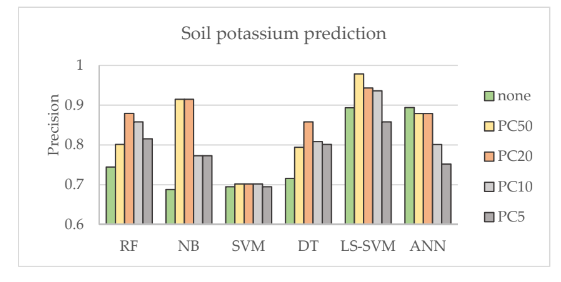 Soil potassium prediction
Precision
1
0.9
0.8
0.7
0.6
RF NB SVM DT LS-SVM ANN
none
PC50
PC20
PC10
PC5